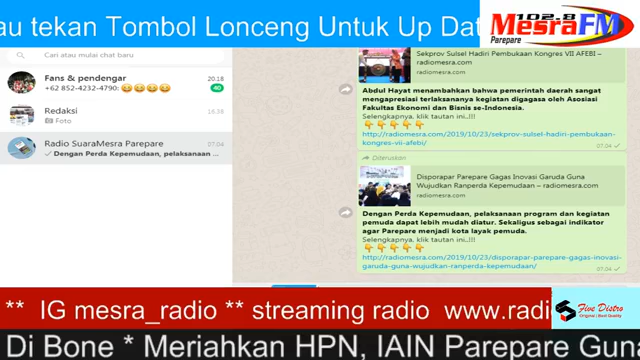 au tekan Tombol Lonceng Untuk Up Dat
102.8
MesraFM
Parepare
Cari atau mulai chat baru
Fans & pendengar
20.18
+62 852-4232-4790:
40
Redaksi
16.38
Foto
Radio SuaraMesra Parepare
Dengan Perda Kepemudaan, pelaksanaan ...
Sekprov Sulsel Hadiri Pembukaan Kongres VII AFEBI –
radiomesra.com
radiomesra.com
Abdul Hayat menambahkan bahwa pemerintah daerah sangat
mengapresiasi terlaksananya kegiatan digagasa oleh Asosiasi
Fakultas Ekonomi dan Bisnis se-Indonesia.
Selengkapnya, klik tautan ini..!!!
http://radiomesra.com/2019/10/23/sekprov-sulsel-hadiri-pembukaan-
kongres-vii-afebi/
07.04
Diteruskan
Disporapar Parepare Gagas Inovasi Garuda Guna
Wujudkan Ranperda Kepemudaan – radiomesra.com
radiomesra.com
Dengan Perda Kepemudaan, pelaksanaan program dan kegiatan
pemuda dapat lebih mudah diatur. Sekaligus sebagai indikator
agar Parepare menjadi kota layak pemuda.
Selengkapnya, klik tautan ini..!!!
http://radiomesra.com/2019/10/23/disporapar-parepare-gagas-inovasi-
garuda-guna-wujudkan-ranperda-kepemudaan/
07.04
** IG mesra_radio ** streaming radio www.radi
Five Distro
Original | Best Quality
Di Bone * Meriahkan HPN, IAIN Parepare Gun